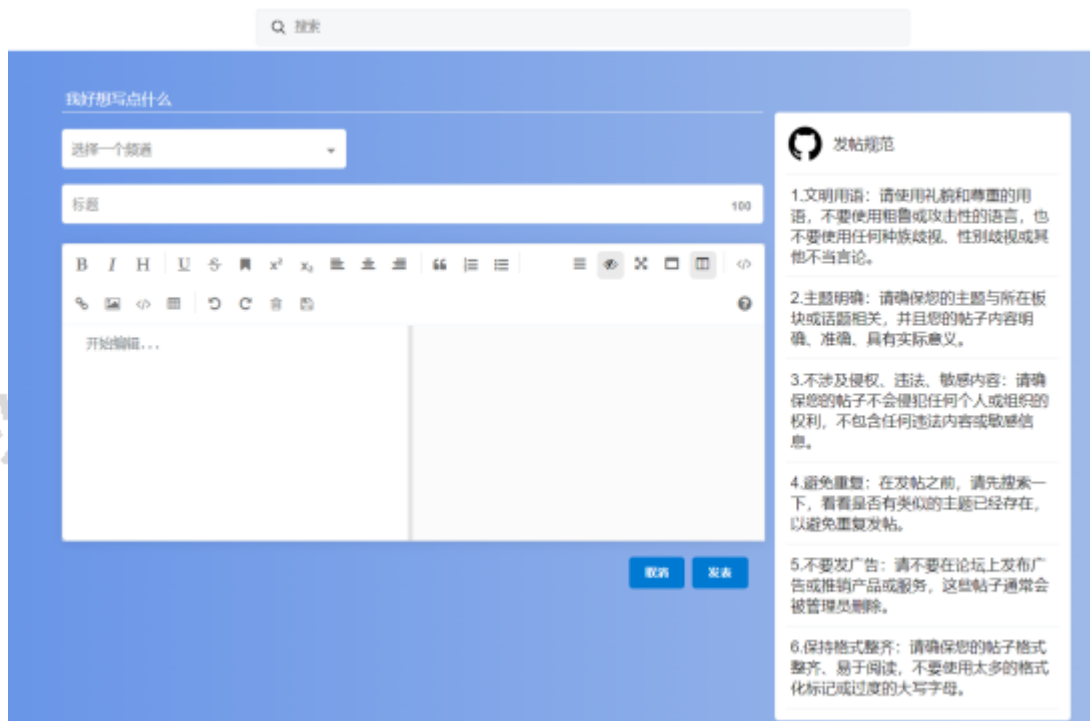 搜索
我好想写点什么
选择一个频道
标题
100
B I H U S x² x₂
开始编辑...
取消 发表
发帖规范
1.文明用语：请使用礼貌和尊重的用
语，不要使用粗鲁或攻击性的语言，也
不要使用任何种族歧视、性别歧视或其
他不当言论。
2.主题明确：请确保您的主题与所在板
块或话题相关，并且您的帖子内容明
确、准确、具有实际意义。
3.不涉及侵权、违法、敏感内容：请确
保您的帖子不会侵犯任何个人或组织的
权利，不包含任何违法内容或敏感信
息。
4.避免重复：在发帖之前，请先搜索一
下，看看是否有类似的主题已经存在，
以避免重复发帖。
5.不要发广告：请不要在论坛上发布广
告或推销产品或服务，这些帖子通常会
被管理员删除。
6.保持格式整齐：请确保您的帖子格式
整齐、易于阅读，不要使用太多的格式
化标记或过度的大写字母。